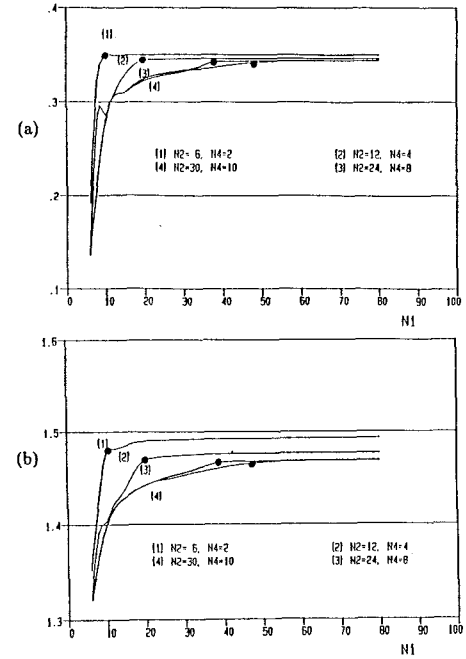 .4
(1)
(2)
(3)
(4)
(a)
.3
(1) N2= 6, N4=2 (2) N2=12, N4=4
(4) N2=30, N4=10 (3) N2=24, N4=8
.2
.1
0 10 20 30 40 50 60 70 80 90 100
N1
1.6
1.5
(1)
(2)
(3)
(4)
(b)
1.4
(1) N2= 6, N4=2 (2) N2=12, N4=4
(4) N2=30, N4=10 (3) N2=24, N4=8
1.3
0 10 20 30 40 50 60 70 80 90 100
N1